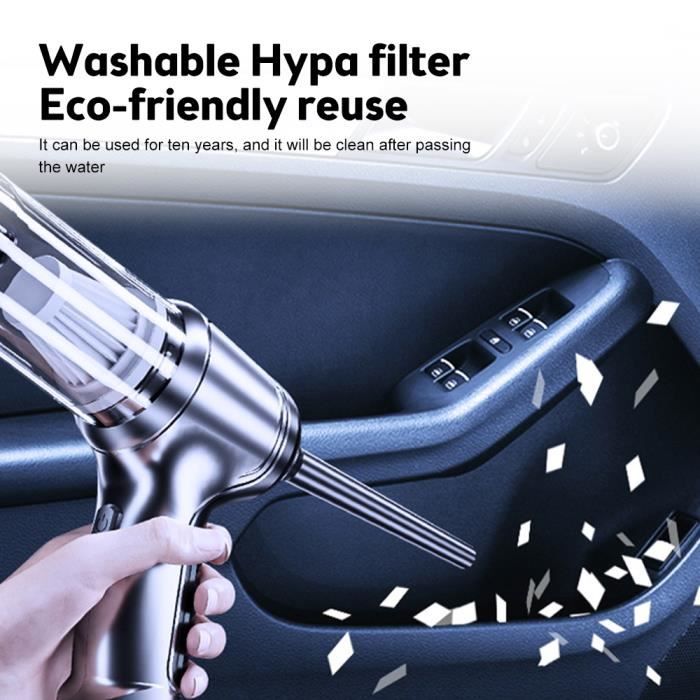 Washable Hypa filter
Eco-friendly reuse
It can be used for ten years, and it will be clean after passing
the water